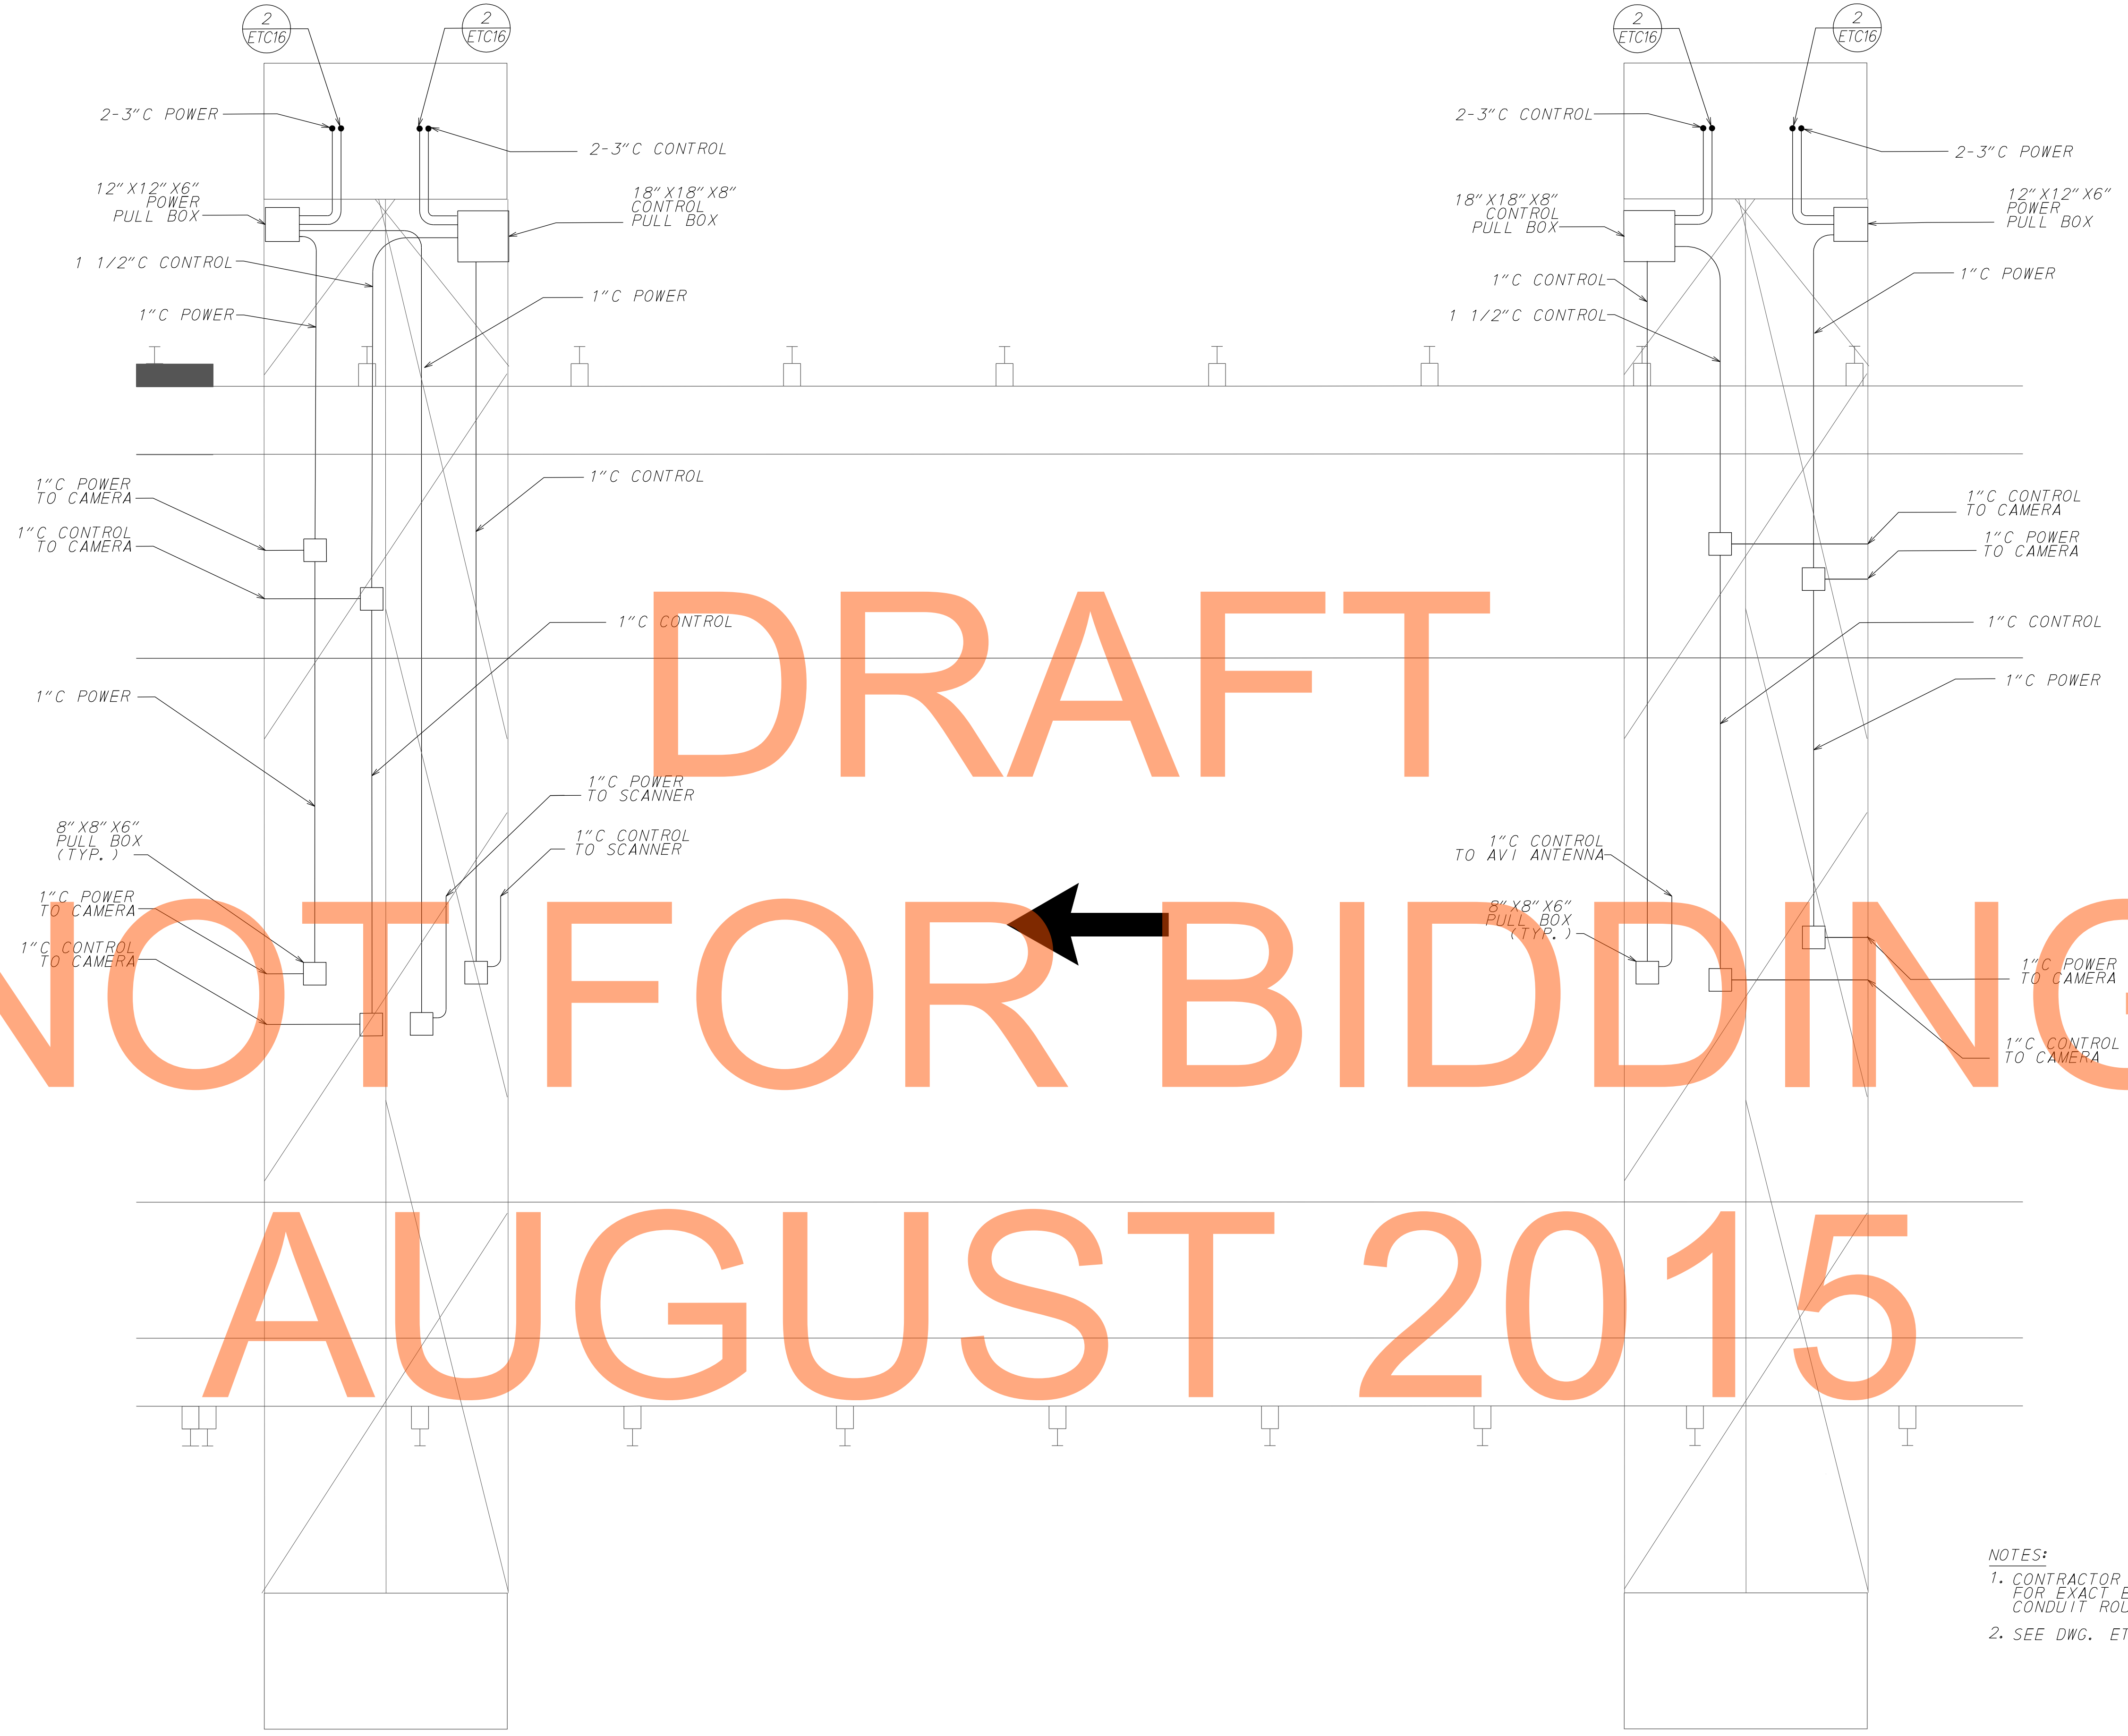 2
ETC16
2
ETC16
2
ETC16
2
ETC16
2-3"C POWER
2-3"C CONTROL
12"X12"X6"
POWER
PULL BOX
18"X18"X8"
CONTROL
PULL BOX
1 1/2"C CONTROL
1"C POWER
1"C POWER
1"C POWER
TO CAMERA
1"C CONTROL
TO CAMERA
1"C CONTROL
1"C CONTROL
1"C POWER
1"C POWER
TO SCANNER
1"C CONTROL
TO SCANNER
8"X8"X6"
PULL BOX
(TYP.)
1"C POWER
TO CAMERA
1"C CONTROL
TO CAMERA
2-3"C CONTROL
2-3"C POWER
18"X18"X8"
CONTROL
PULL BOX
12"X12"X6"
POWER
PULL BOX
1"C CONTROL
1"C POWER
1 1/2"C CONTROL
1"C CONTROL
TO CAMERA
1"C POWER
TO CAMERA
1"C CONTROL
1"C POWER
1"C CONTROL
TO AVI ANTENNA
8"X8"X6"
PULL BOX
(TYP.)
1"C POWER
TO CAMERA
1"C CONTROL
TO CAMERA
DRAFT
NOT FOR BIDDING
AUGUST 2015
NOTES:
1. CONTRACTOR
FOR EXACT
CONDUIT
2. SEE DWG.